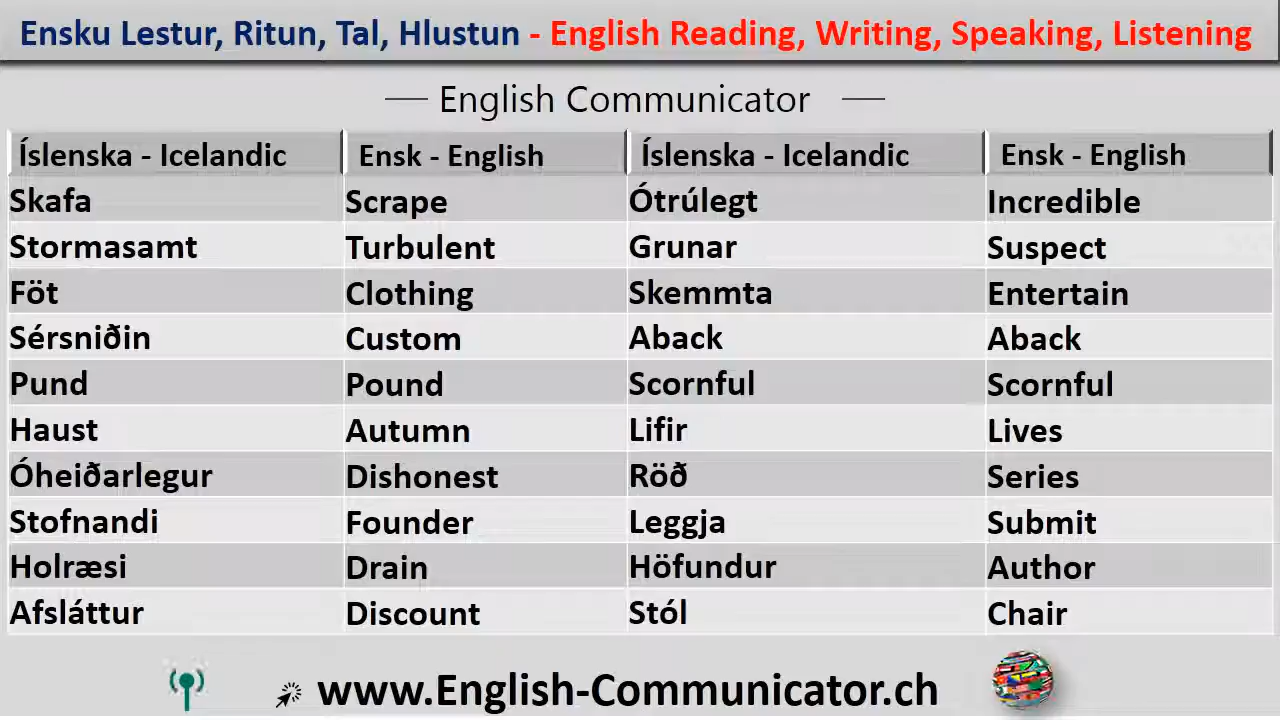 Ensku Lestur, Ritun, Tal, Hlustun - English Reading, Writing, Speaking, Listening
English Communicator
Íslenska - Icelandic Ensk - English Íslenska - Icelandic Ensk - English
Skafa Scrape Ótrúlegt Incredible
Stormasamt Turbulent Grunar Suspect
Föt Clothing Skemmta Entertain
Sérsniðin Custom Aback Aback
Pund Pound Scornful Scornful
Haust Autumn Lifir Lives
Óheiðarlegur Dishonest Röð Series
Stofnandi Founder Leggja Submit
Holræsi Drain Höfundur Author
Afsláttur Discount Stól Chair
www.English-Communicator.ch